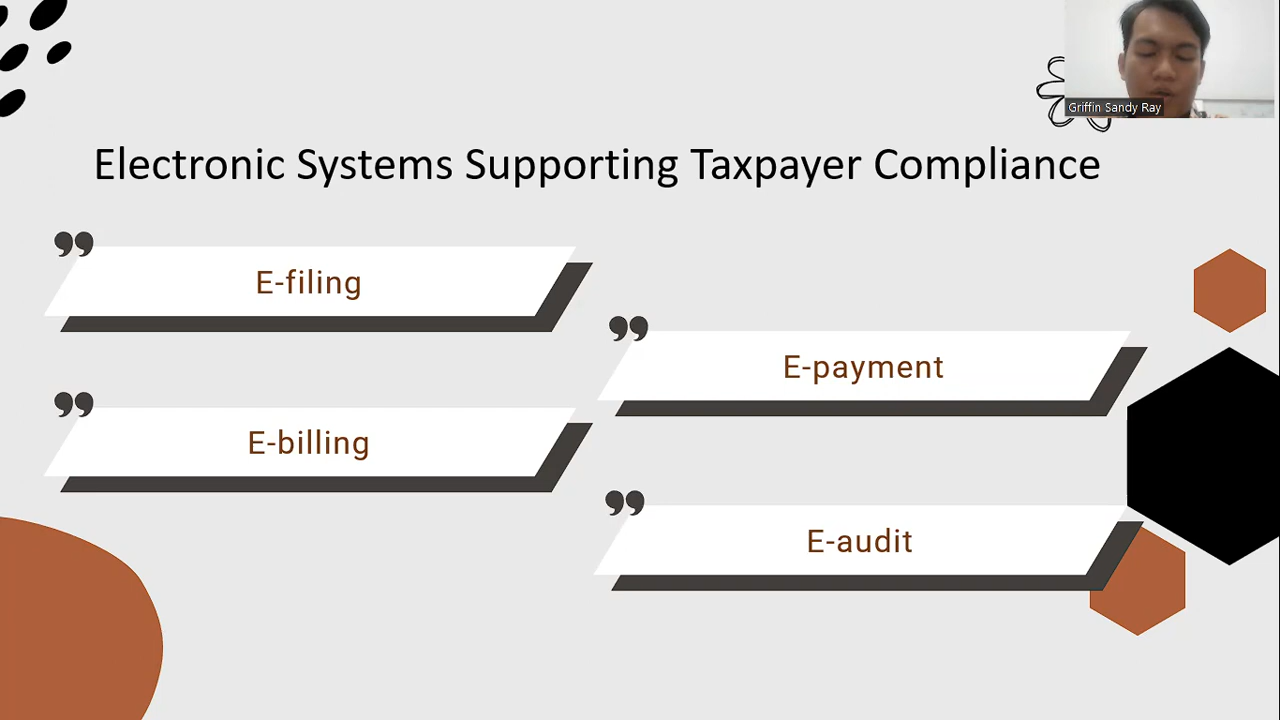 Griffin Sandy Ray
Electronic Systems Supporting Taxpayer Compliance
E-filing
E-payment
E-billing
E-audit